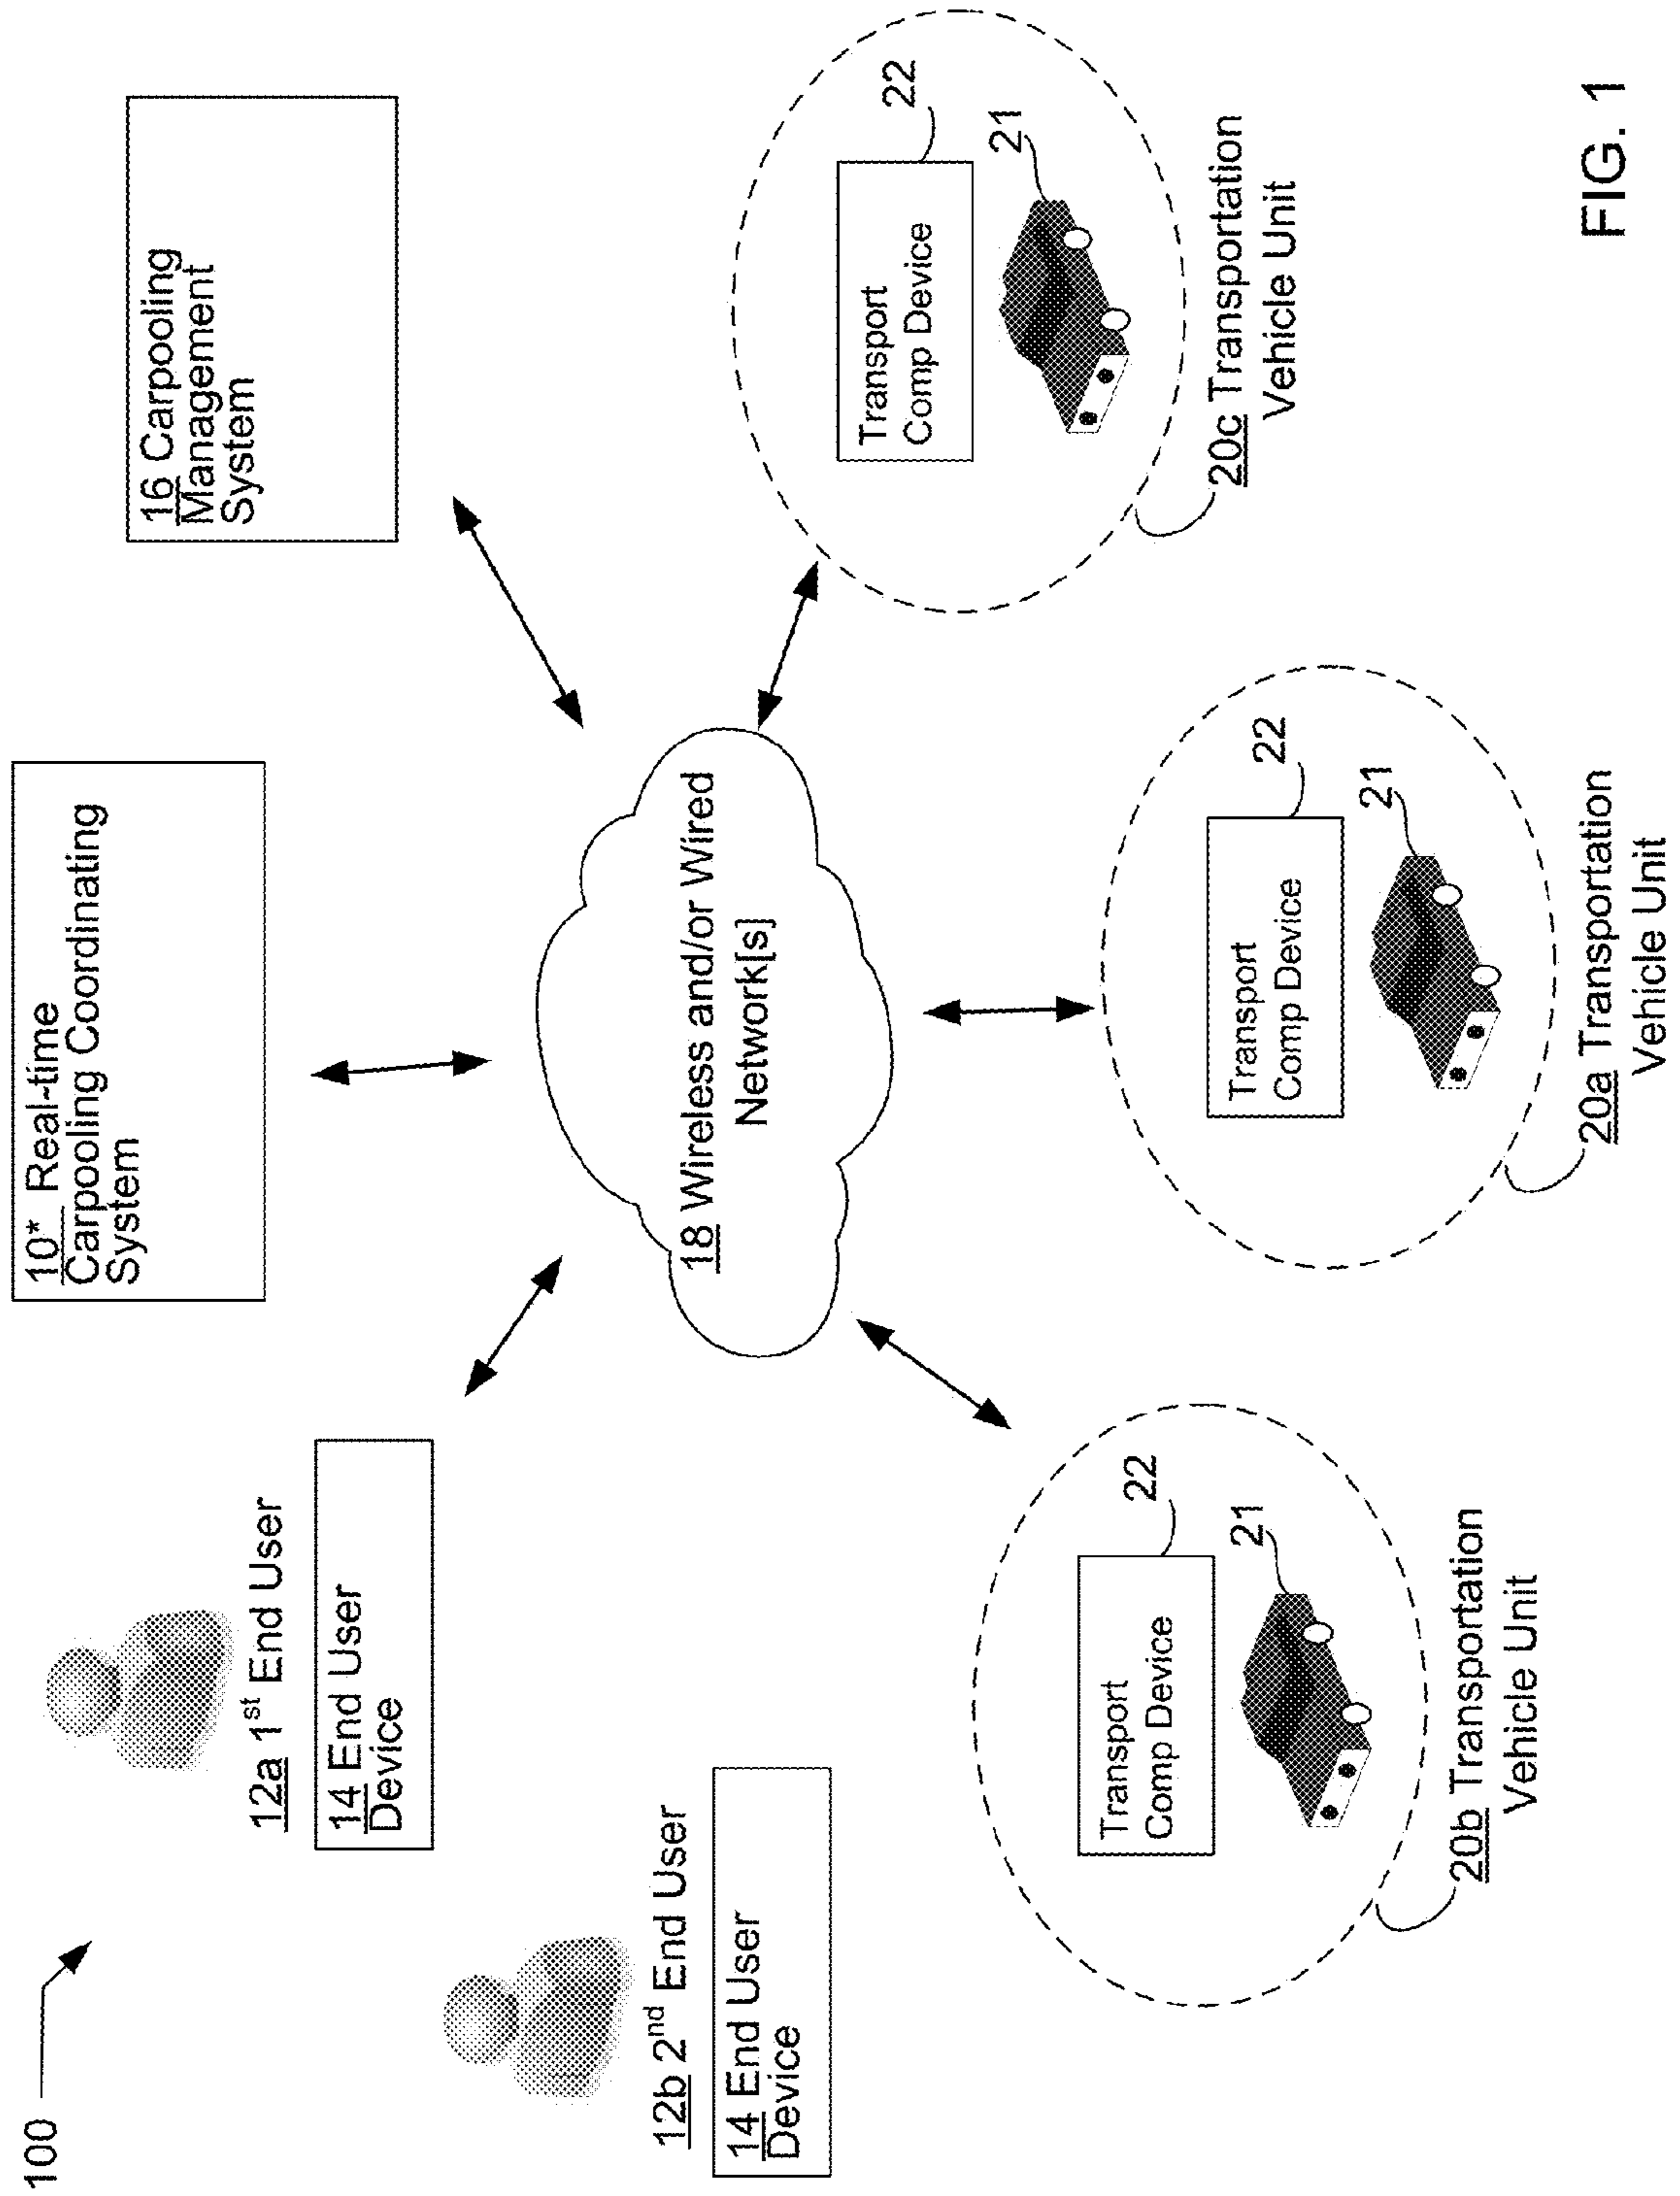 100
12a 1st End User
14 End User
Device
12b 2nd End User
14 End User
Device
10* Real-time
Carpooling Coordinating
System
16 Carpooling
Management
System
18 Wireless and/or Wired
Network[s]
22
Transport
Comp Device
21
20b Transportation
Vehicle Unit
22
Transport
Comp Device
21
20a Transportation
Vehicle Unit
22
Transport
Comp Device
21
20c Transportation
Vehicle Unit
FIG. 1